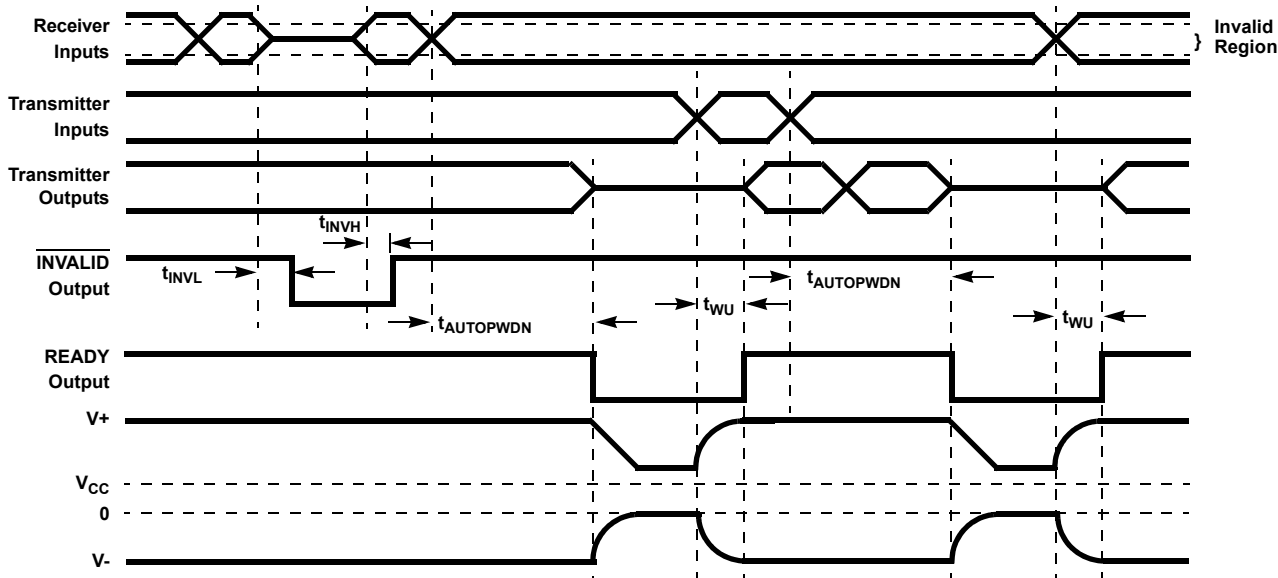 Receiver
Inputs
} Invalid
Region
Transmitter
Inputs
Transmitter
Outputs
tINVH
INVALID
Output
tINVL
tAUTOPWDN
tWU
tAUTOPWDN
tWU
READY
Output
V+
VCC
0
V-